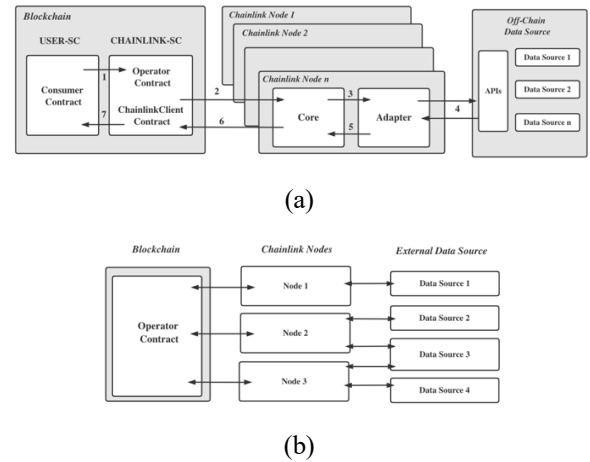 Blockchain
USER-SC
CHAINLINK-SC
Consumer
Contract
Operator
Contract
ChainlinkClient
Contract
1
7
2
6
Chainlink Node 1
Chainlink Node 2
Chainlink Node n
Core
3
5
Adapter
4
Off-Chain
Data Source
APIs
Data Source 1
Data Source 2
Data Source n
(a)
Blockchain
Chainlink Nodes
External Data Source
Operator
Contract
Node 1
Node 2
Node 3
Data Source 1
Data Source 2
Data Source 3
Data Source 4
(b)